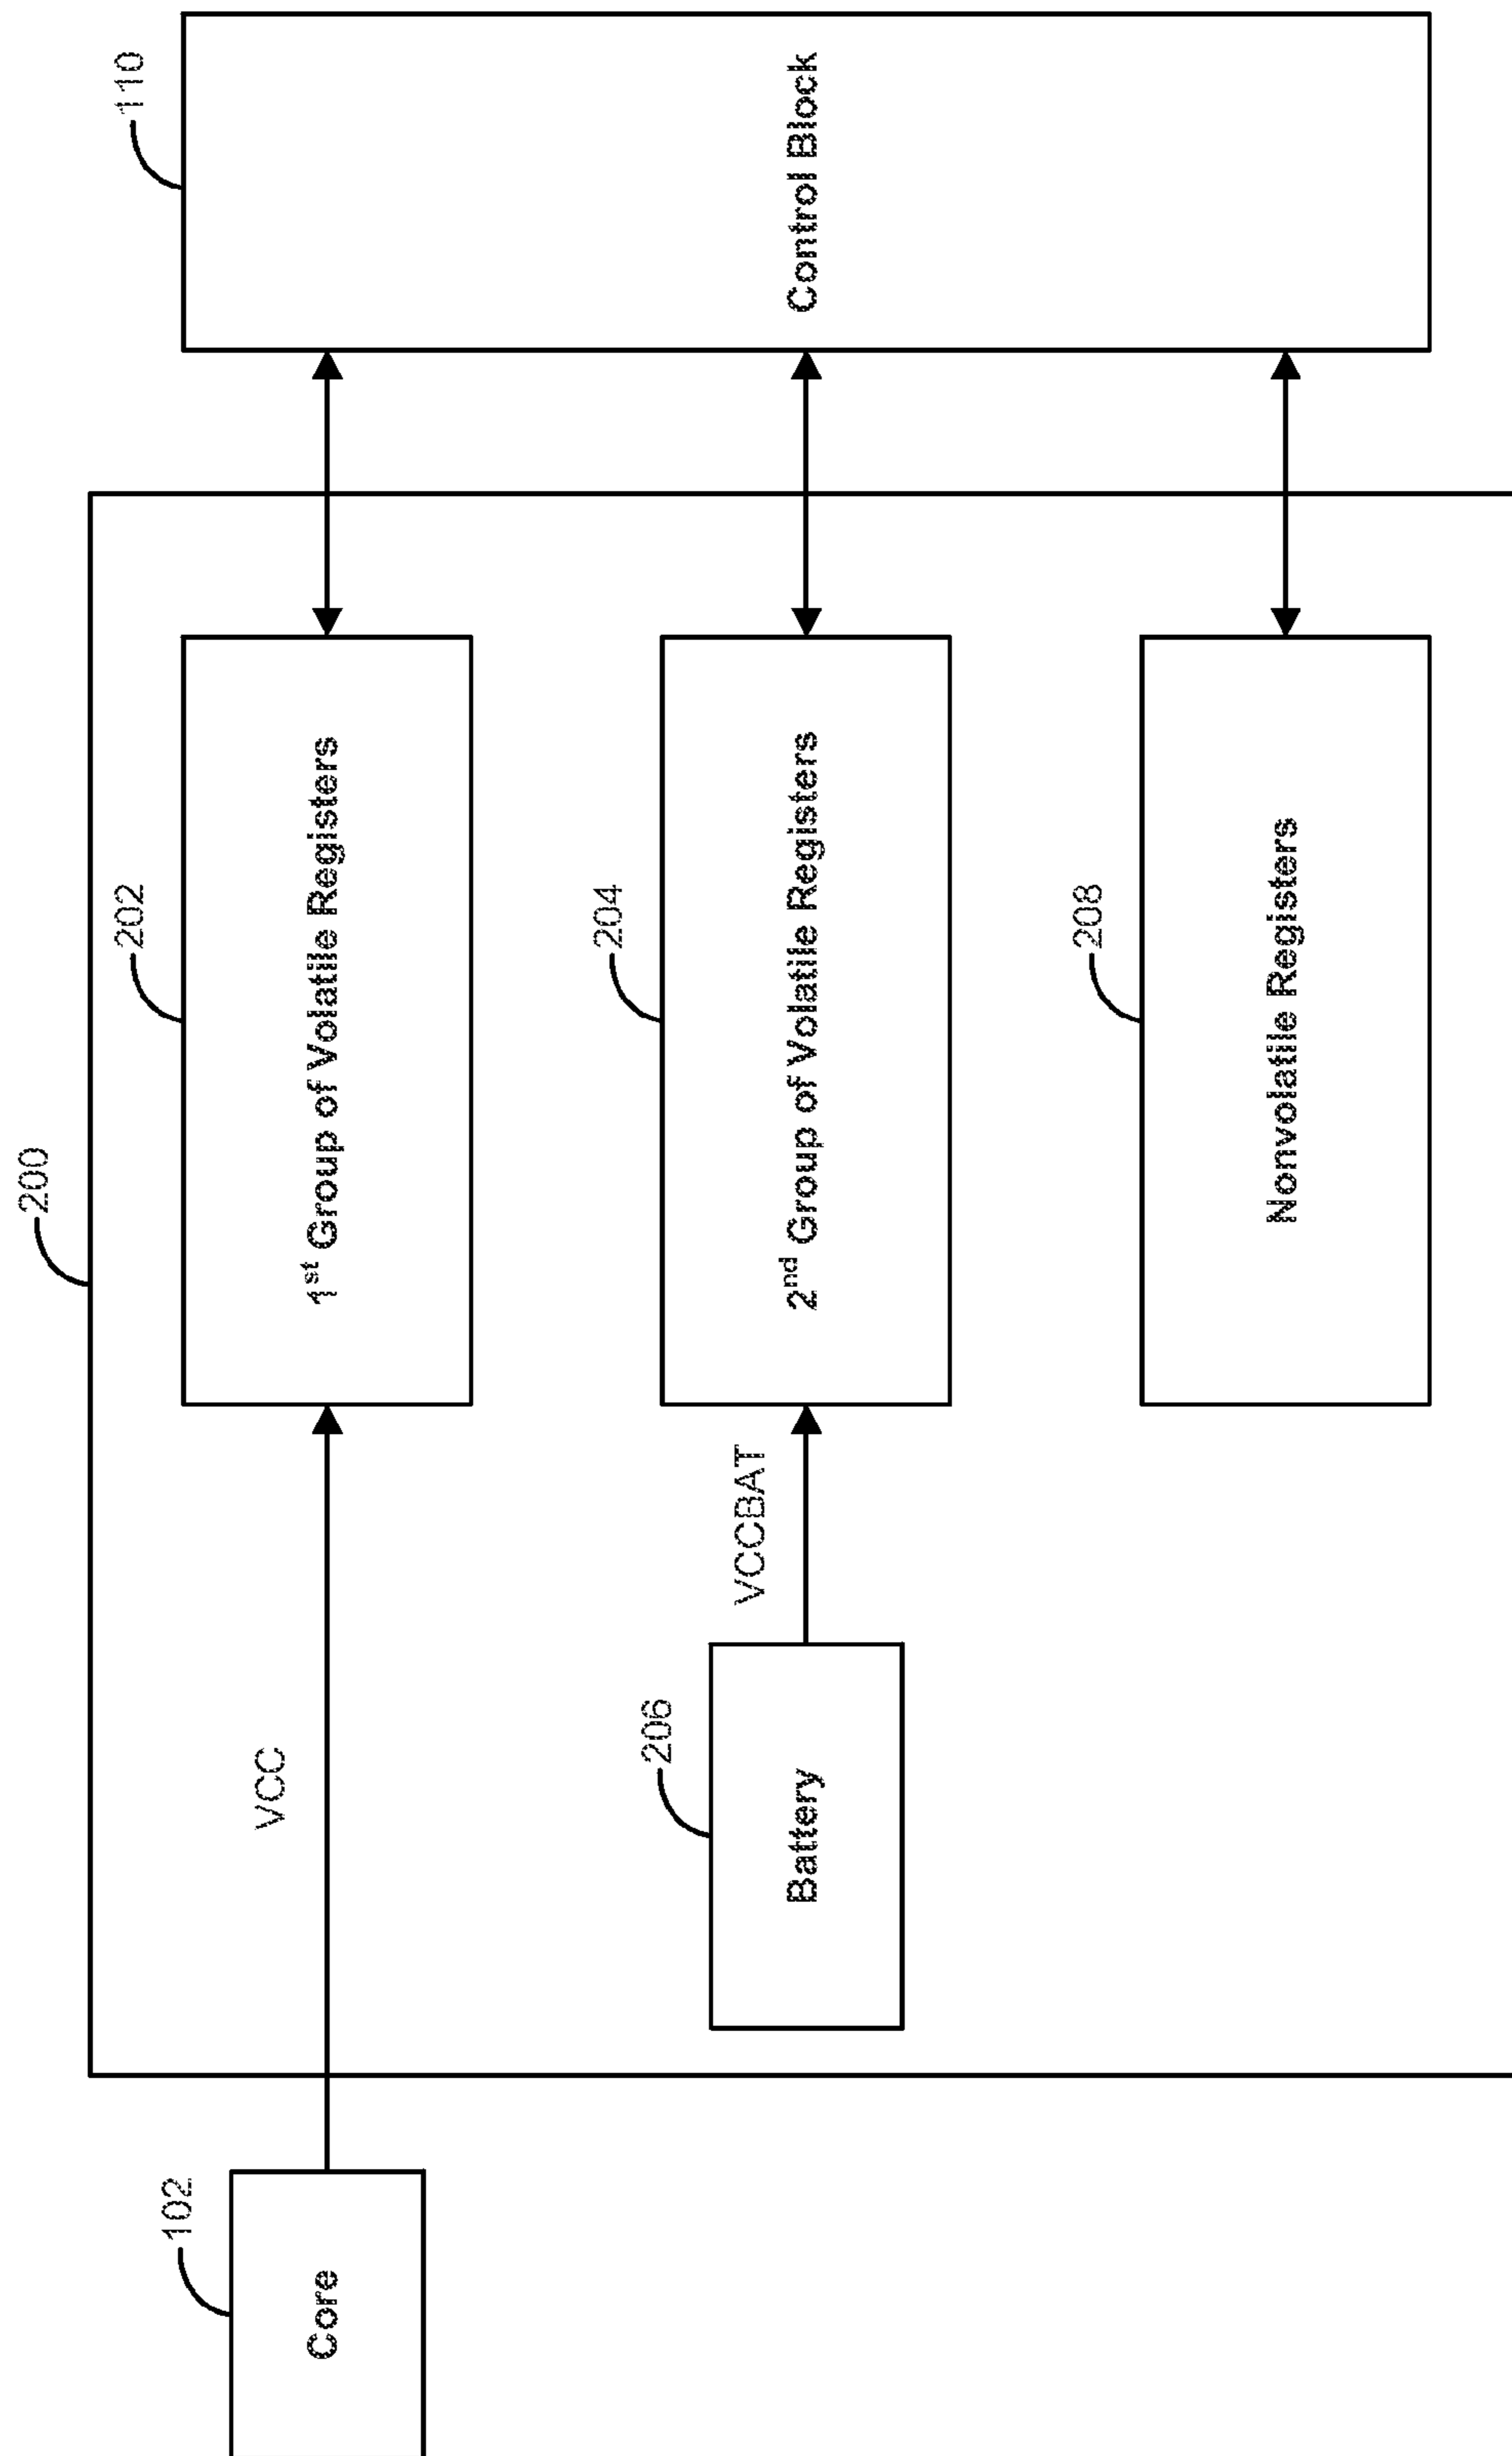 200
102
Core
VCC
202
1st Group of Volatile Registers
110
Control Block
206
Battery
VCCBAT
204
2nd Group of Volatile Registers
208
Nonvolatile Registers